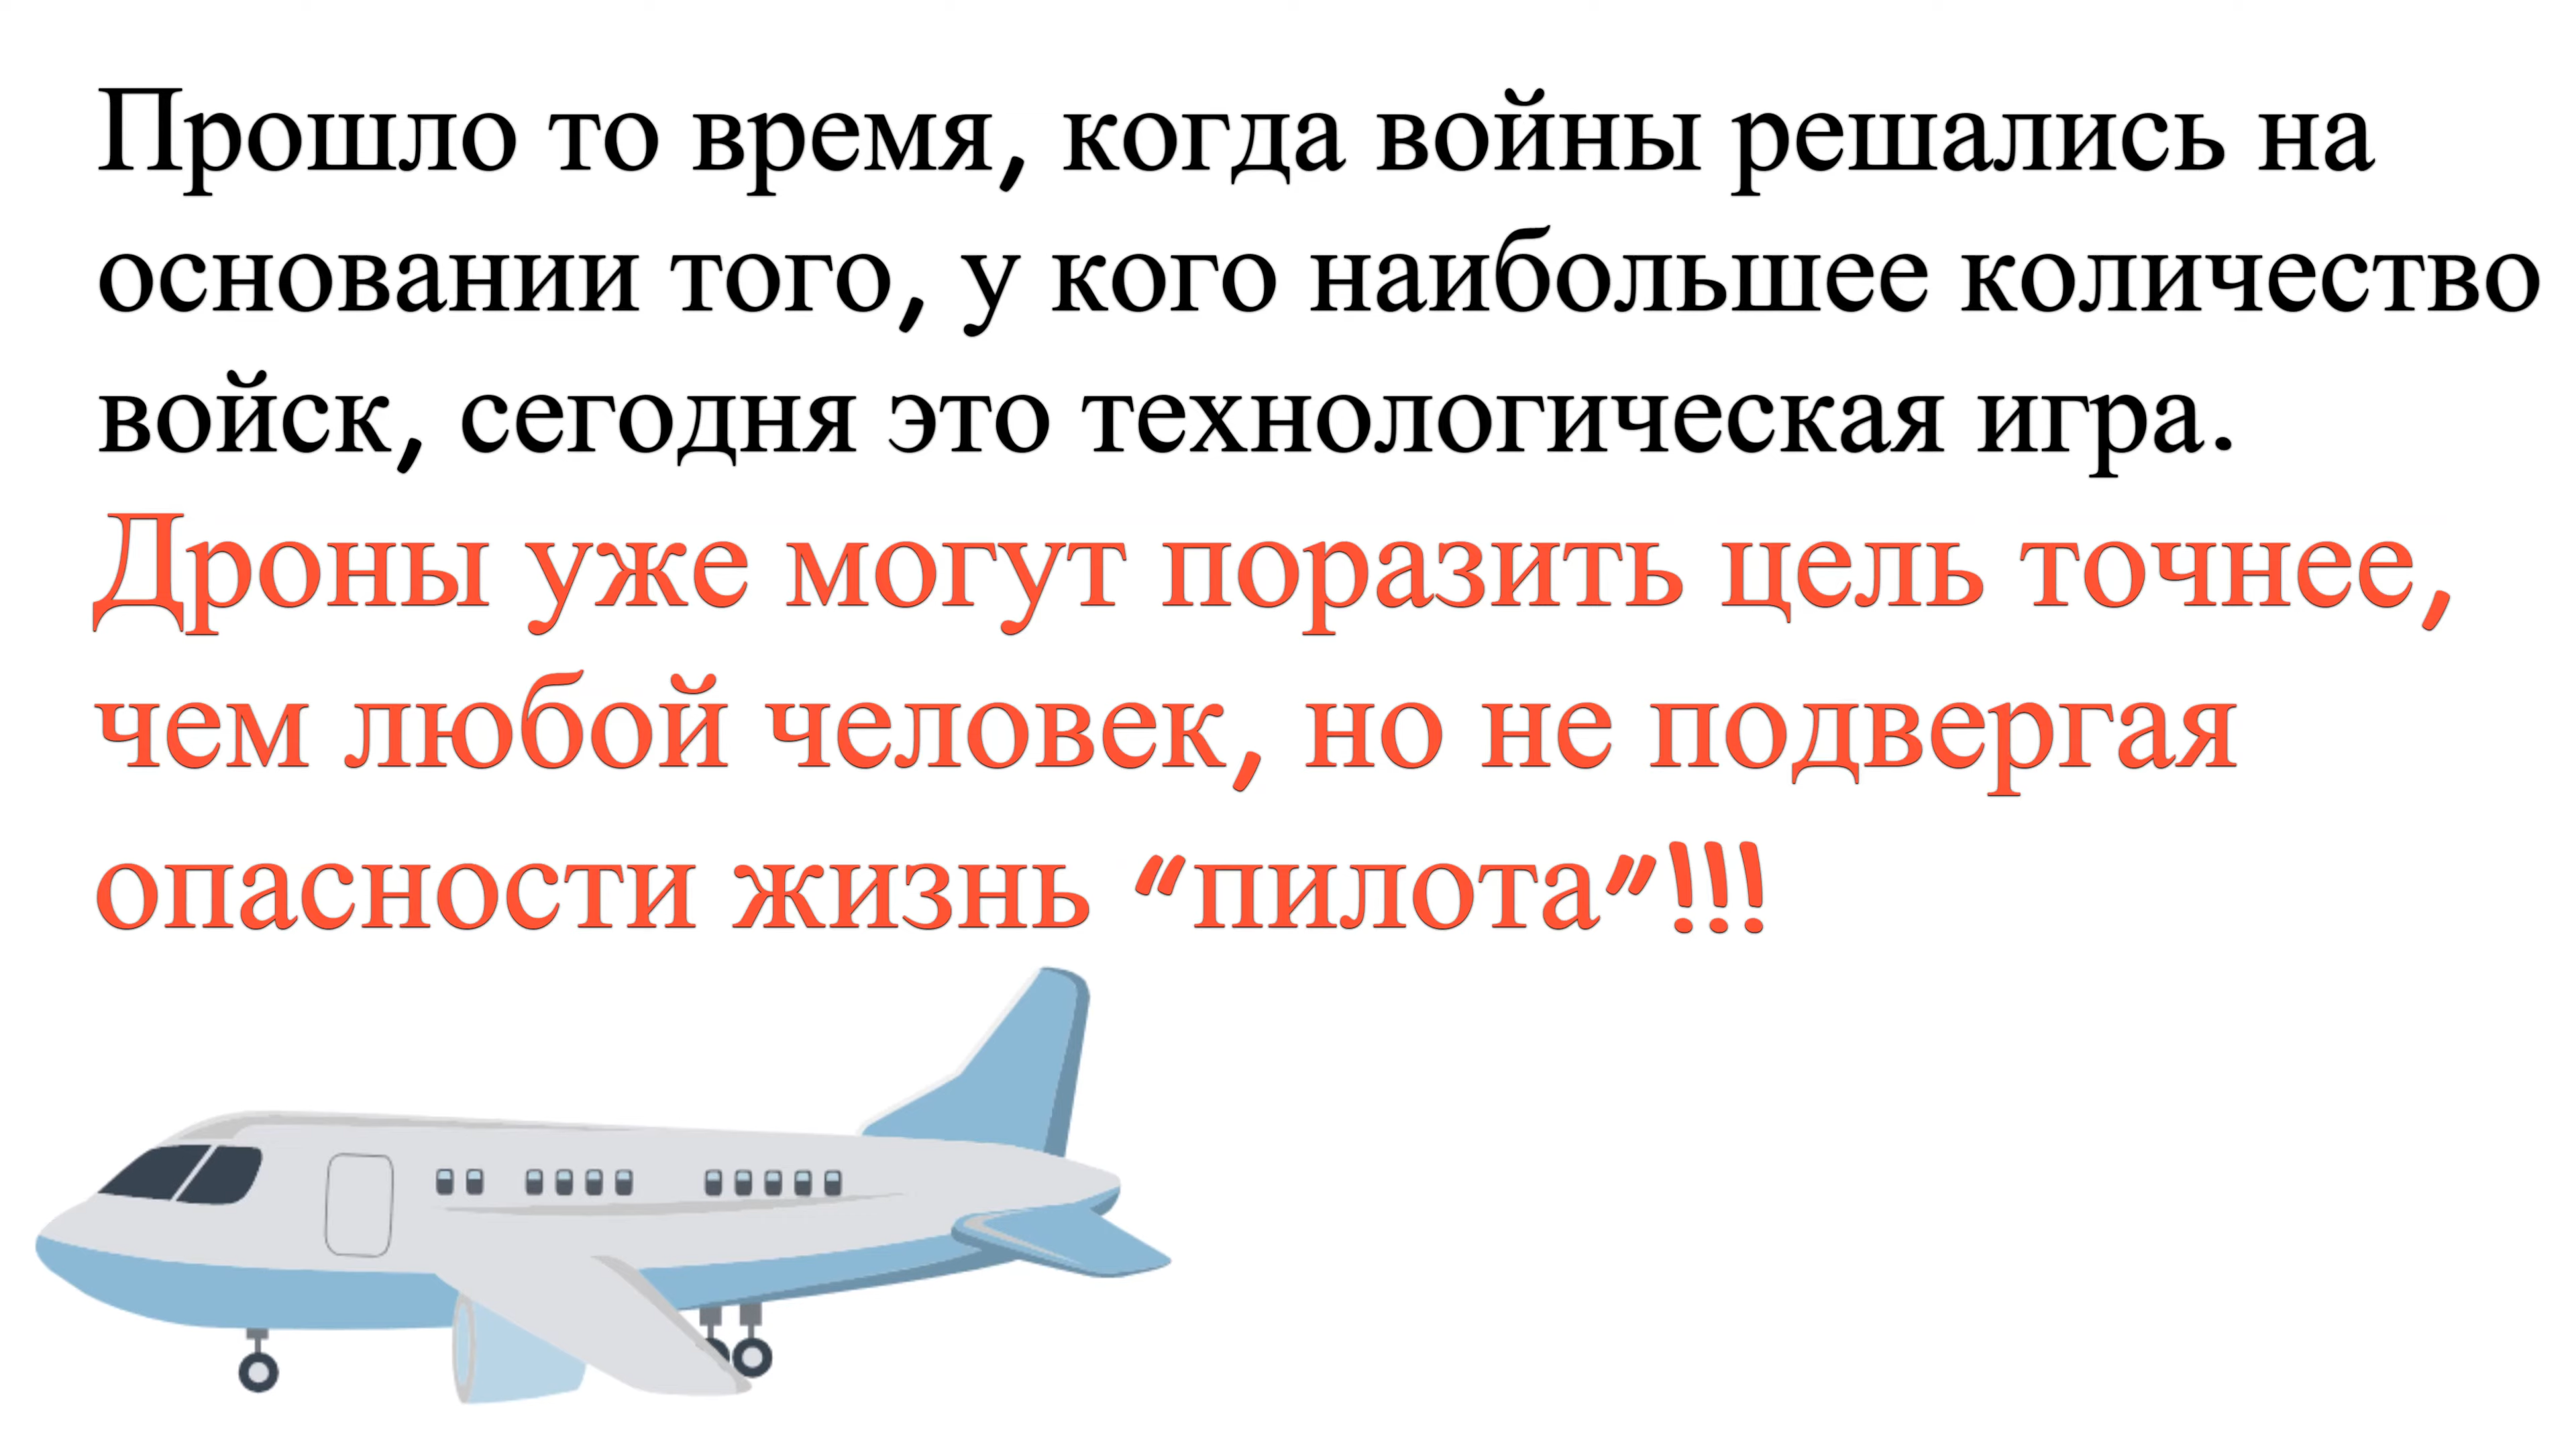 Прошло то время, когда войны решались на
основании того, у кого наибольшее количество
войск, сегодня это технологическая игра.
Дроны уже могут поразить цель точнее,
чем любой человек, но не подвергая
опасности жизнь “пилота”!!!